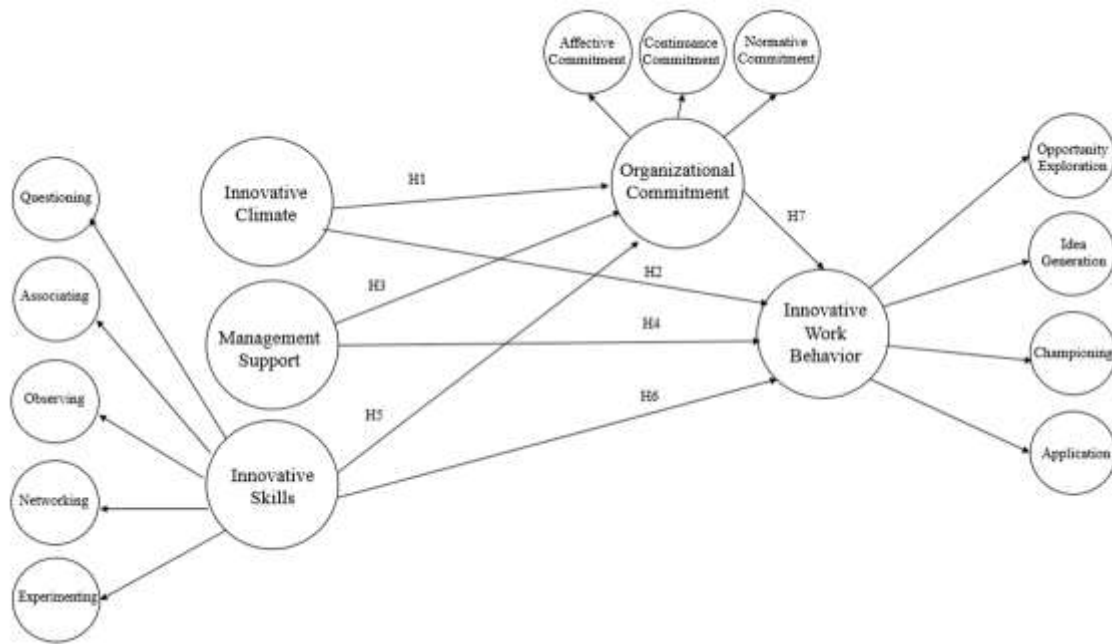 Affective
Commitment
Continuance
Commitment
Normative
Commitment
Organizational
Commitment
Opportunity
Exploration
Questioning
Innovative
Climate
H1
H7
Idea
Generation
Associating
H3
H2
Management
Support
H4
Innovative
Work
Behavior
Championing
Observing
H5
H6
Application
Innovative
Skills
Networking
Experimenting